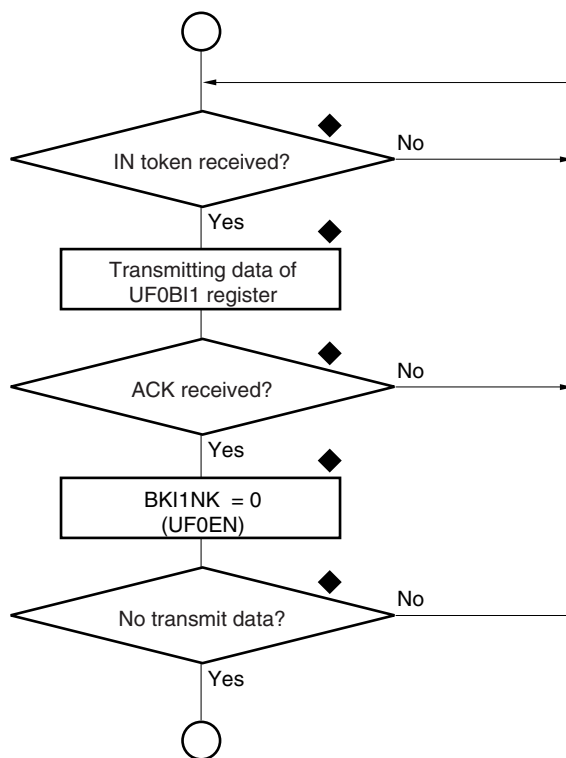 IN token received?
No
Yes
Transmitting data of
UF0BI1 register
ACK received?
No
Yes
BKI1NK = 0
(UF0EN)
No transmit data?
No
Yes